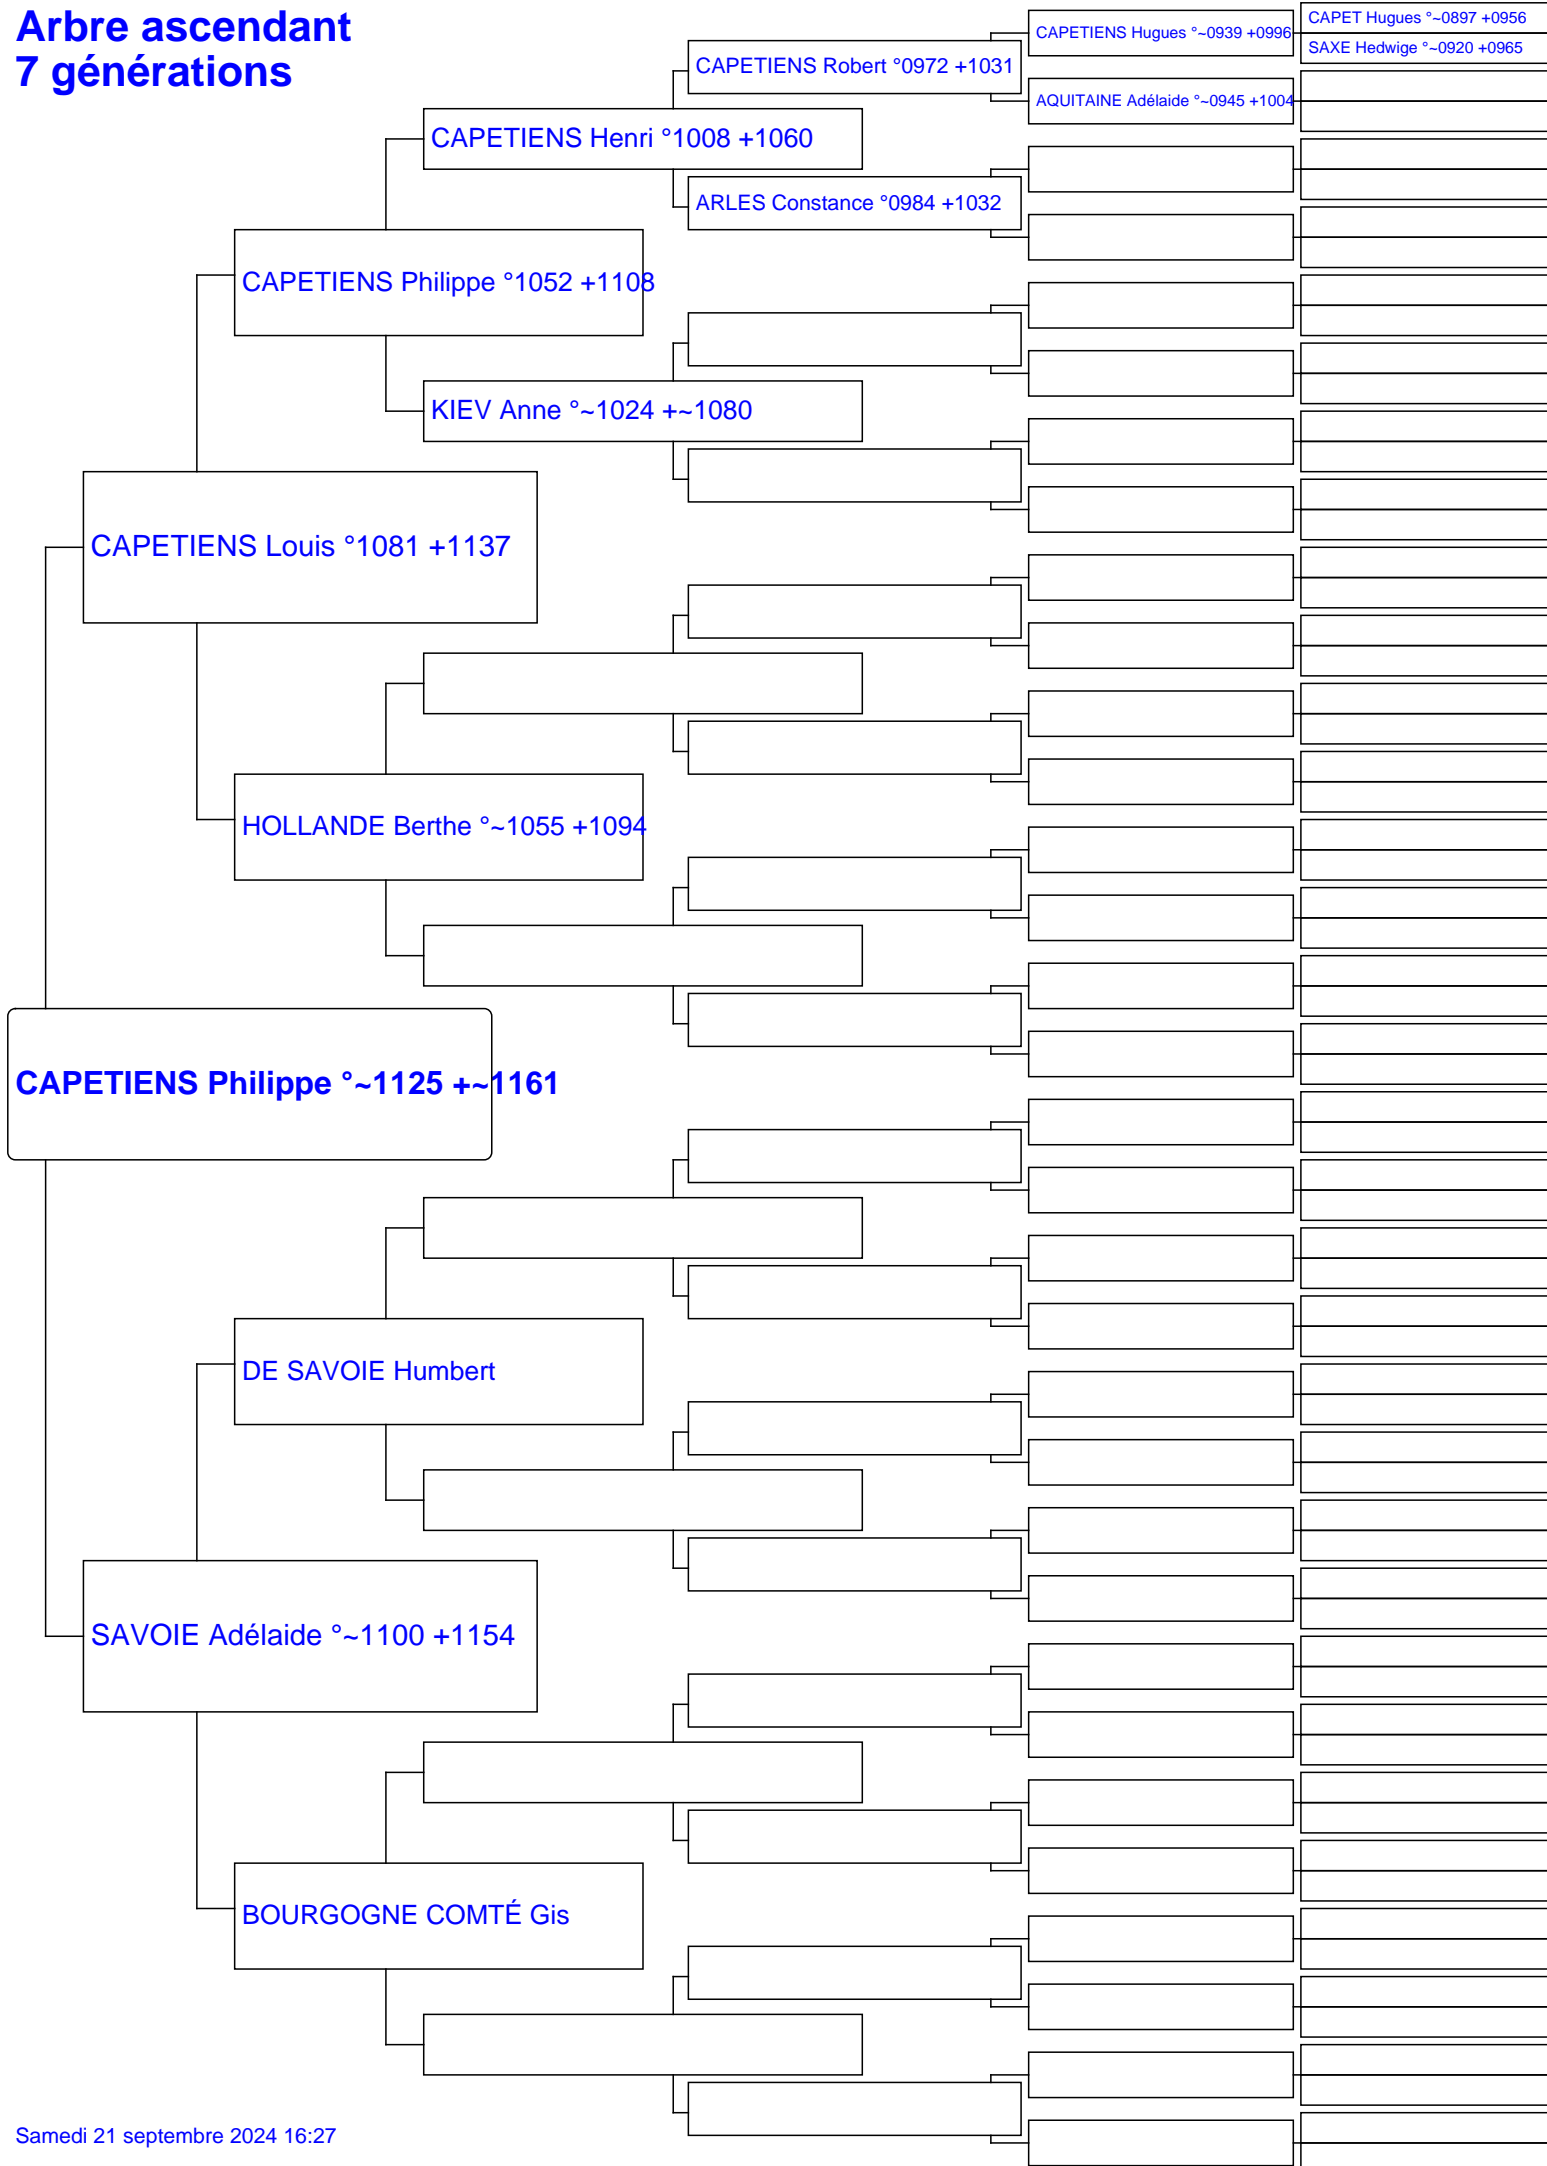 Arbre ascendant
7 générations
CAPETIENS Hugues °~0939 +0996
CAPET Hugues °~0897 +0956
SAXE Hedwige °~0920 +0965
CAPETIENS Robert °0972 +1031
AQUITAINE Adélaide °~0945 +1004
CAPETIENS Henri °1008 +1060
ARLES Constance °0984 +1032
CAPETIENS Philippe °1052 +1108
KIEV Anne °~1024 +~1080
CAPETIENS Louis °1081 +1137
HOLLANDE Berthe °~1055 +1094
CAPETIENS Philippe °~1125 +~1161
DE SAVOIE Humbert
SAVOIE Adélaide °~1100 +1154
BOURGOGNE COMTÉ Gis
Samedi 21 septembre 2024 16:27